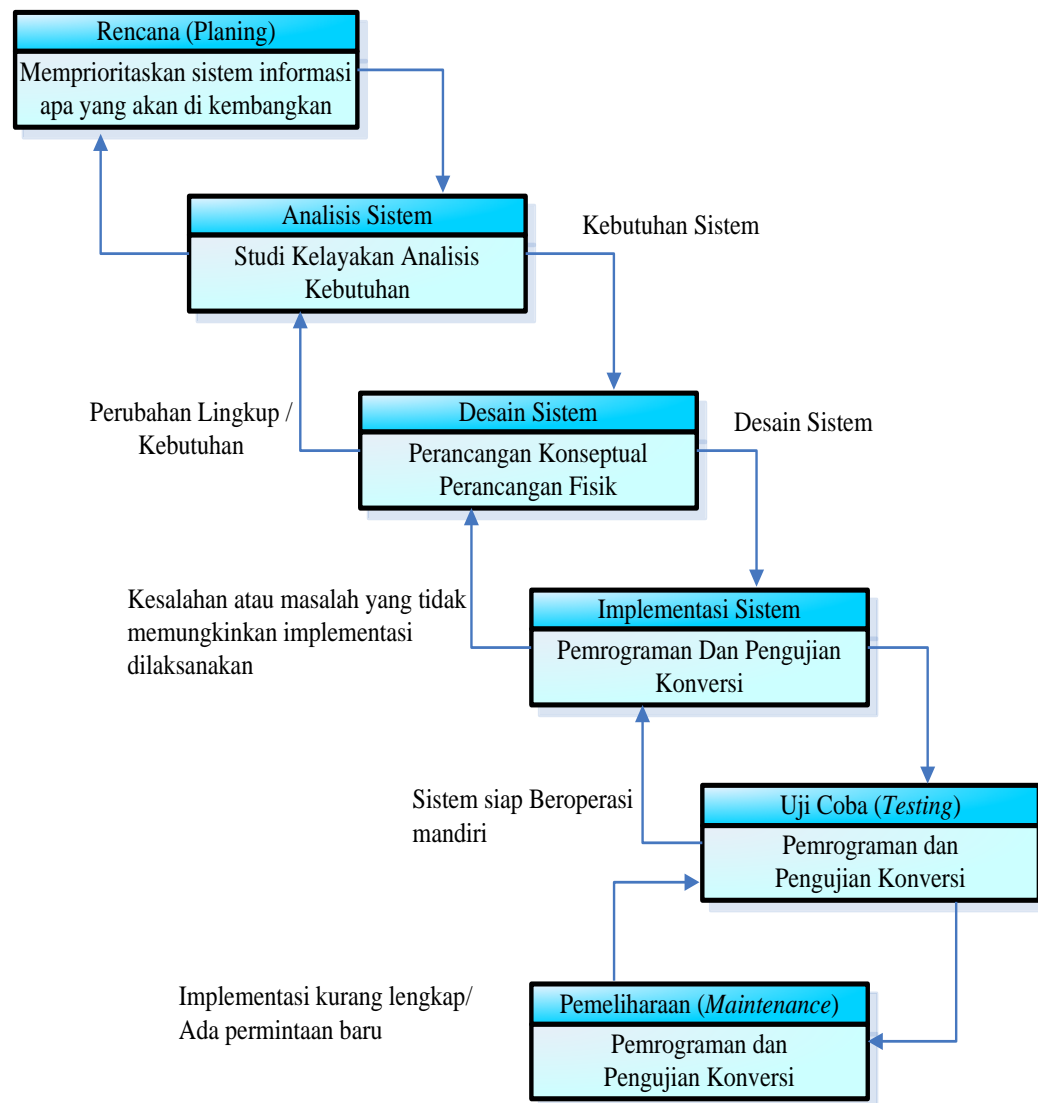 Rencana (Planing)
Memprioritaskan sistem informasi
apa yang akan di kembangkan
Analisis Sistem
Studi Kelayakan Analisis
Kebutuhan
Kebutuhan Sistem
Perubahan Lingkup /
Kebutuhan
Desain Sistem
Perancangan Konseptual
Perancangan Fisik
Desain Sistem
Kesalahan atau masalah yang tidak
memungkinkan implementasi
dilaksanakan
Implementasi Sistem
Pemrograman Dan Pengujian
Konversi
Sistem siap Beroperasi
mandiri
Uji Coba (Testing)
Pemrograman dan
Pengujian Konversi
Implementasi kurang lengkap/
Ada permintaan baru
Pemeliharaan (Maintenance)
Pemrograman dan
Pengujian Konversi